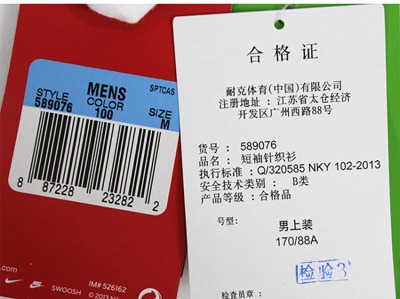 STYLE
589076
MENS
COLOR
100
SPTCAS
SIZE
M
8 87228 23282 2
IM# 526162
SWOOSH © 2013 N
合格证
耐克体育(中国)有限公司
注册地址：江苏省太仓经济
开发区广州西路88号
货号： 589076
品名：短袖针织衫
执行标准：Q/320585 NKY 102-2013
安全技术类别： B类
产品等级：合格品
号型： 男上装
170/88A
检查员章： 检验3